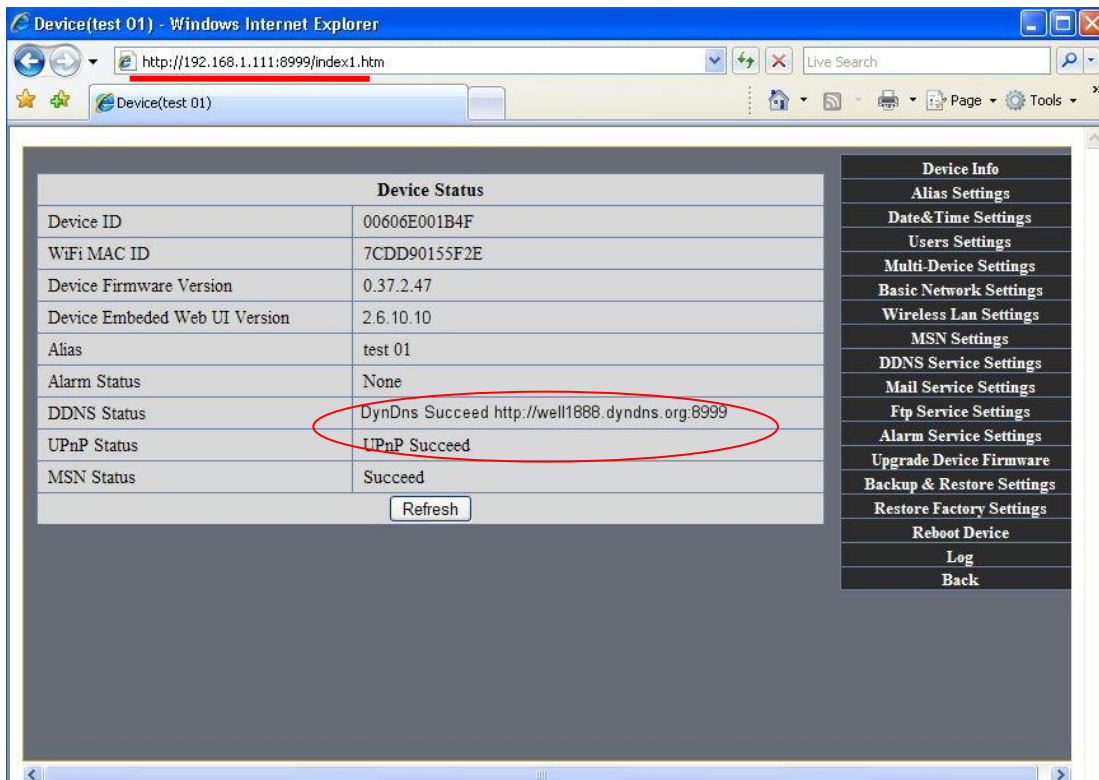 Device(test 01) - Windows Internet Explorer
http://192.168.1.111:8999/index1.htm
Live Search
Device(test 01)
Page
Tools
Device Status
Device ID 00606E001B4F
WiFi MAC ID 7CDD90155F2E
Device Firmware Version 0.37.2.47
Device Embeded Web UI Version 2.6.10.10
Alias test 01
Alarm Status None
DDNS Status DynDns Succeed http://well1888.dyndns.org:8999
UPnP Status UPnP Succeed
MSN Status Succeed
Refresh
Device Info
Alias Settings
Date&Time Settings
Users Settings
Multi-Device Settings
Basic Network Settings
Wireless Lan Settings
MSN Settings
DDNS Service Settings
Mail Service Settings
Ftp Service Settings
Alarm Service Settings
Upgrade Device Firmware
Backup & Restore Settings
Restore Factory Settings
Reboot Device
Log
Back